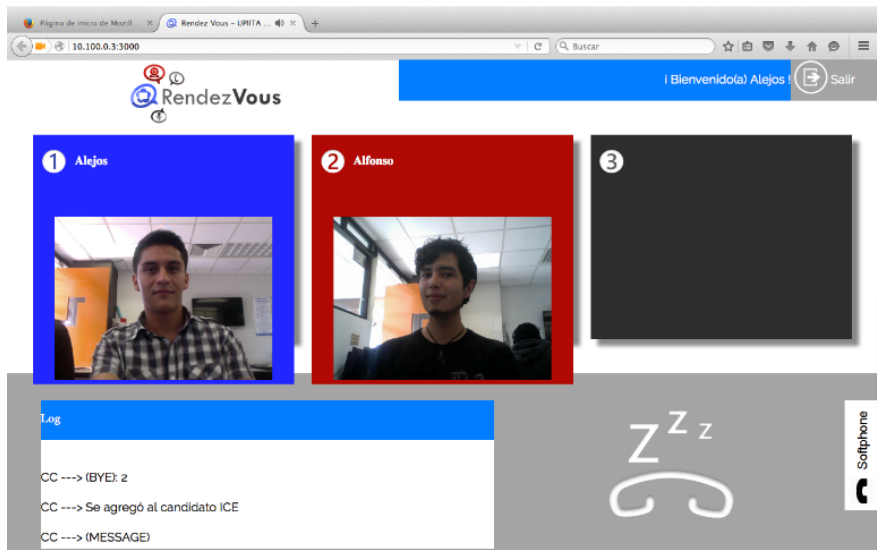 Página de inicio de Mozill...
Rendez Vous – UPIITA ...
10.100.0.3:3000
Buscar
RendezVous
¡ Bienvenido(a) Alejos !
Salir
1 Alejos
2 Alfonso
3
Log
CC ---> (BYE): 2
CC ---> Se agregó al candidato ICE
CC ---> (MESSAGE)
Z Z Z
Softphone